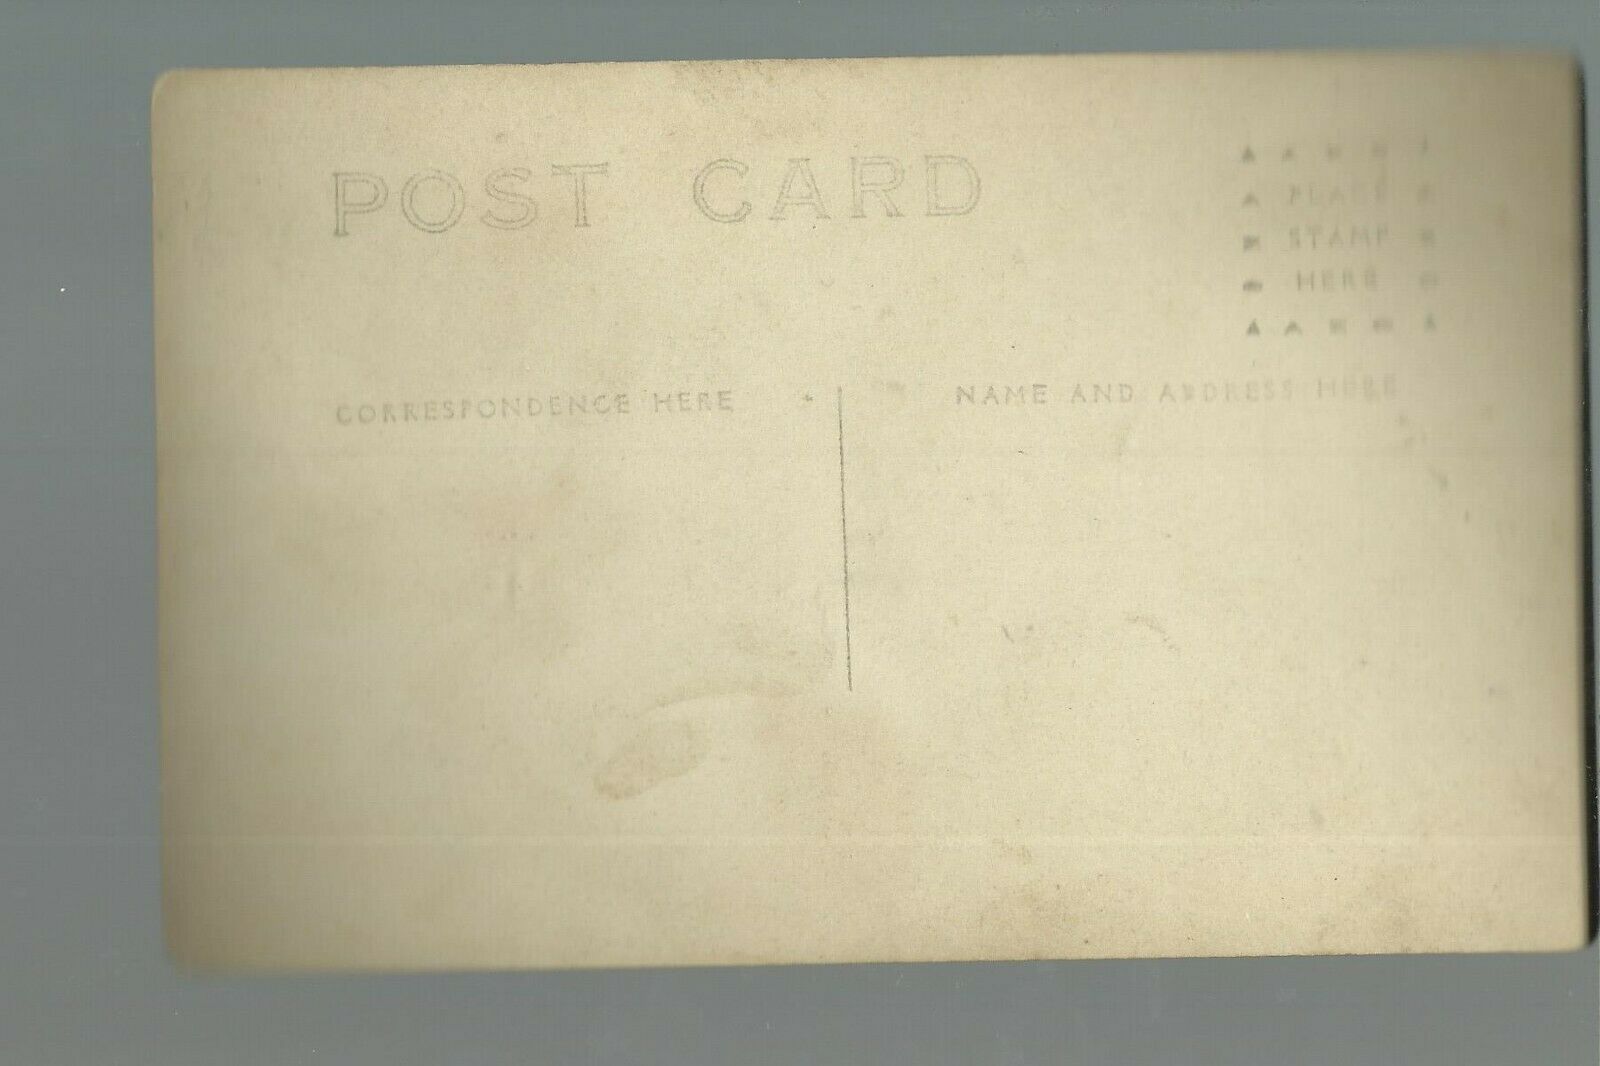 POST CARD
PLACE
STAMP
HERE
CORRESPONDENCE HERE
NAME AND ADDRESS HERE